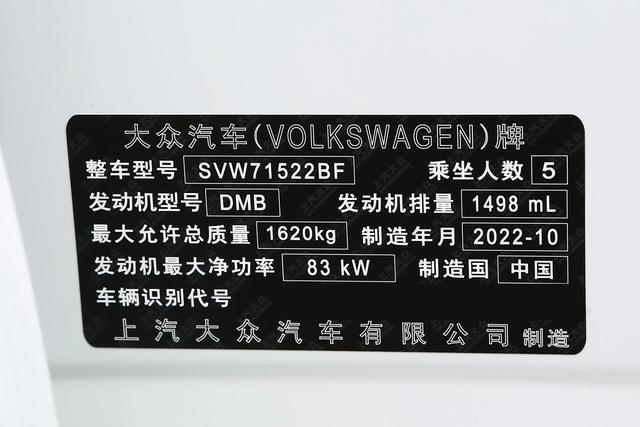 大众汽车(VOLKSWAGEN)牌
整车型号 SVW71522BF 乘坐人数 5
发动机型号 DMB 发动机排量 1498 mL
最大允许总质量 1620kg 制造年月 2022-10
发动机最大净功率 83 kW 制造国 中国
车辆识别代号
上汽大众汽车有限公司 制造